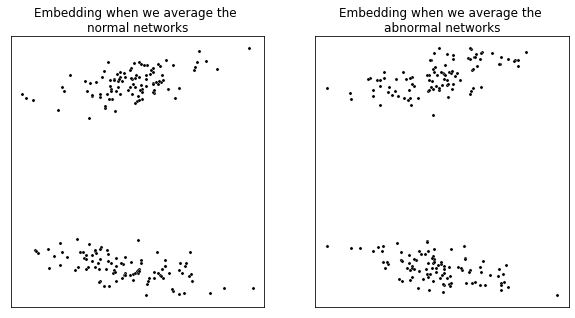 Embedding when we average the
normal networks
Embedding when we average the
abnormal networks